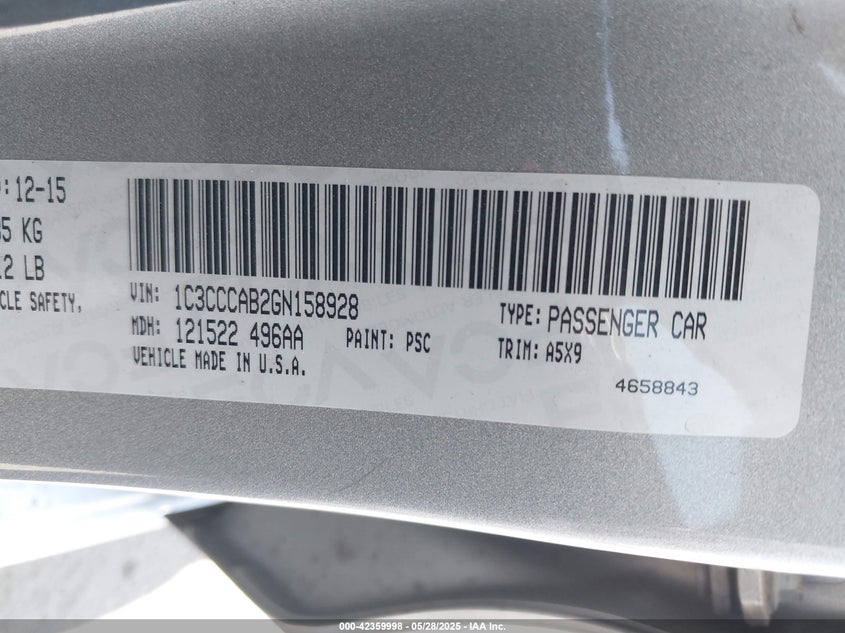 :12-15
5 KG
2 LB
CLE SAFETY,
VIN: 1C3CCCAB2GN158928
TYPE: PASSENGER CAR
MDH: 121522 496AA
PAINT: PSC
TRIM: A5X9
VEHICLE MADE IN U.S.A.
4658843
000-42359998 - 05/28/2025 - IAA Inc.